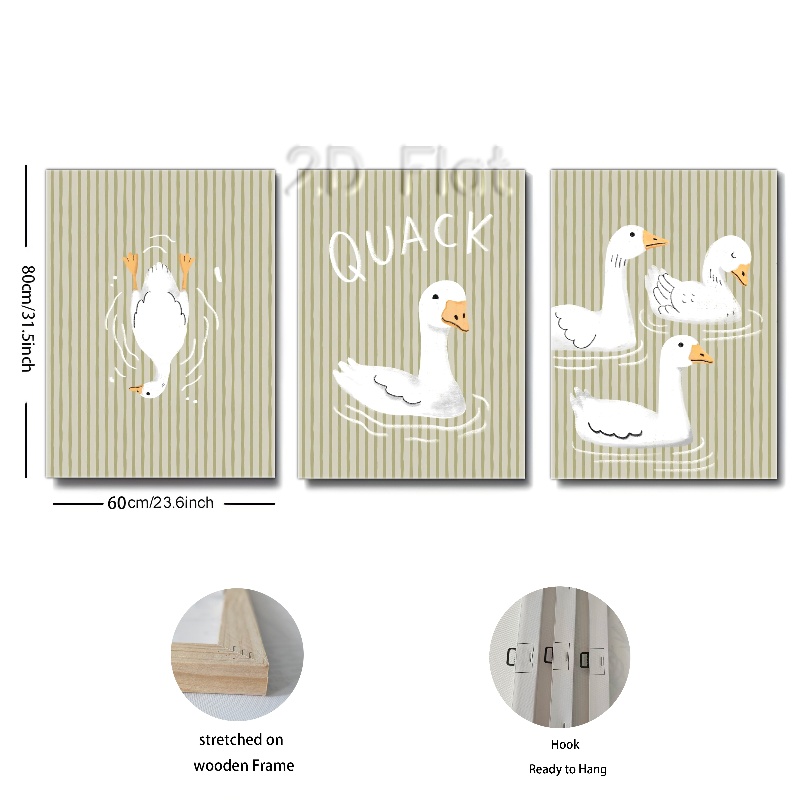 2D Flat
QUACK
80cm/31.5inch
60cm/23.6inch
stretched on
wooden Frame
Hook
Ready to Hang